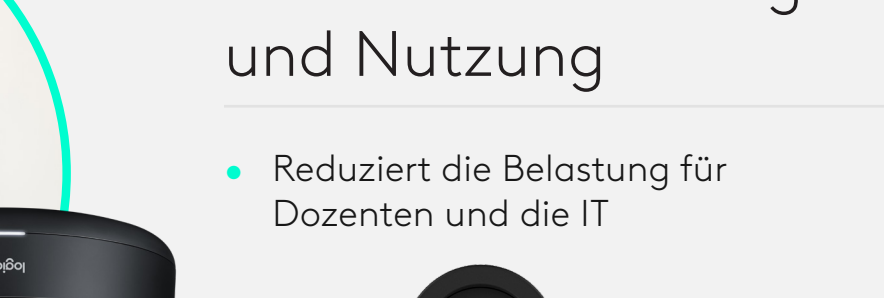 und Nutzung
Reduziert die Belastung für
Dozenten und die IT